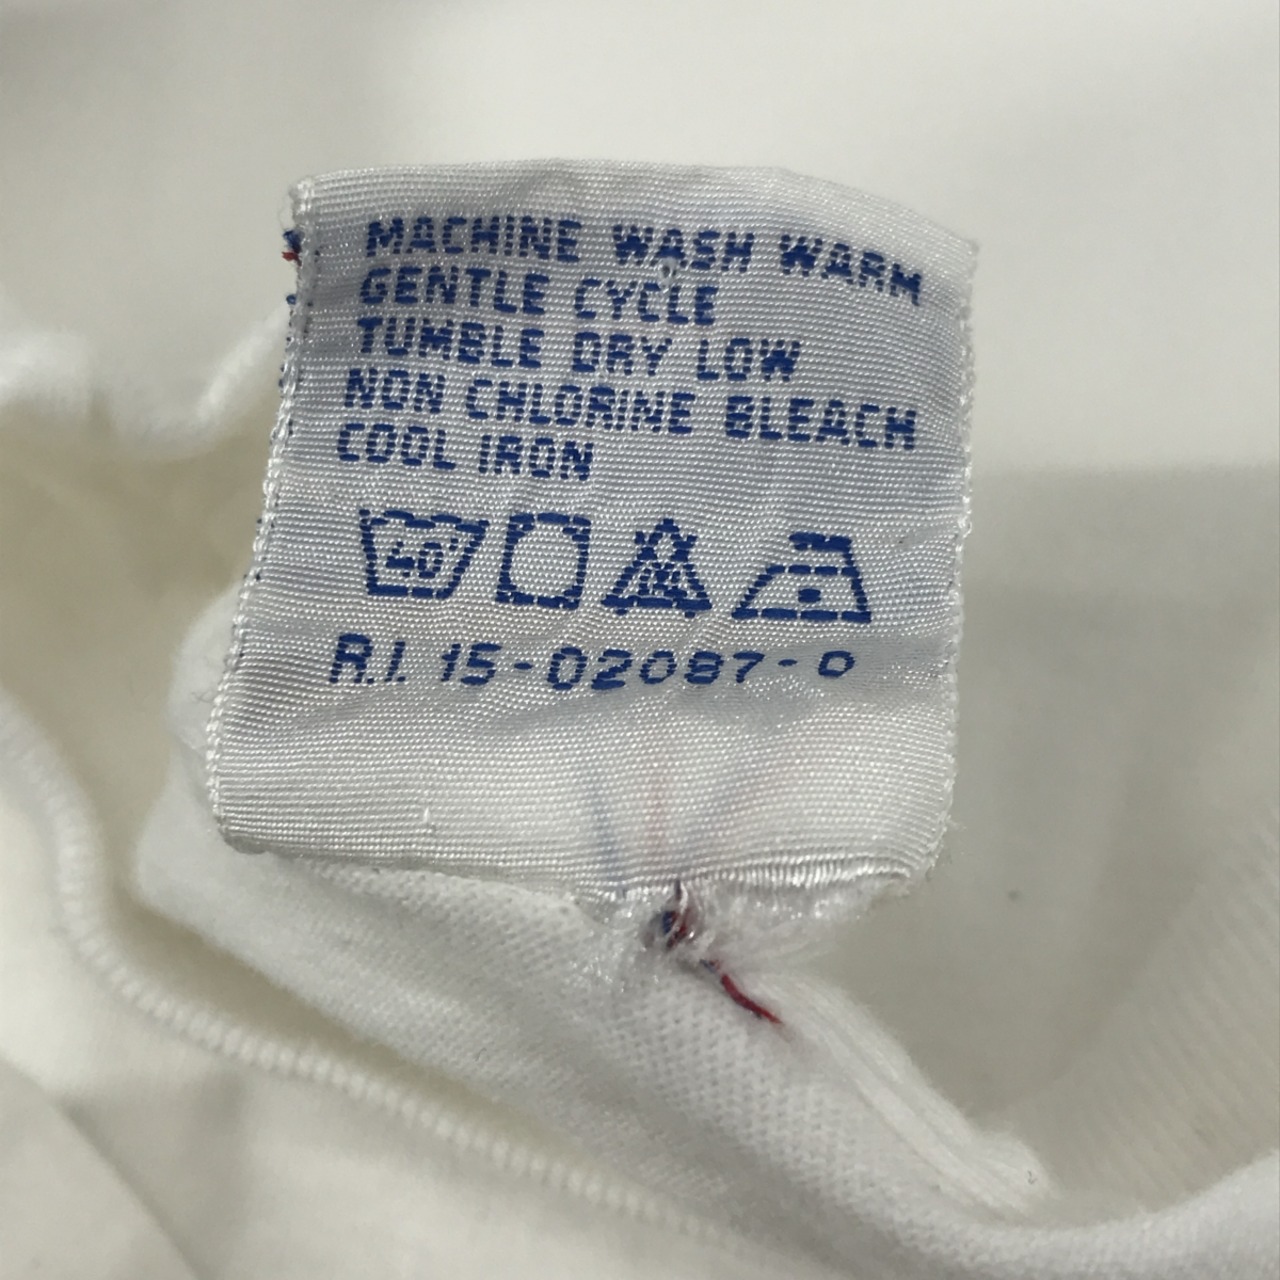 MACHINE WASH WARM
GENTLE CYCLE
TUMBLE DRY LOW
NON CHLORINE BLEACH
COOL IRON
40°
R.I. 15-02087-0